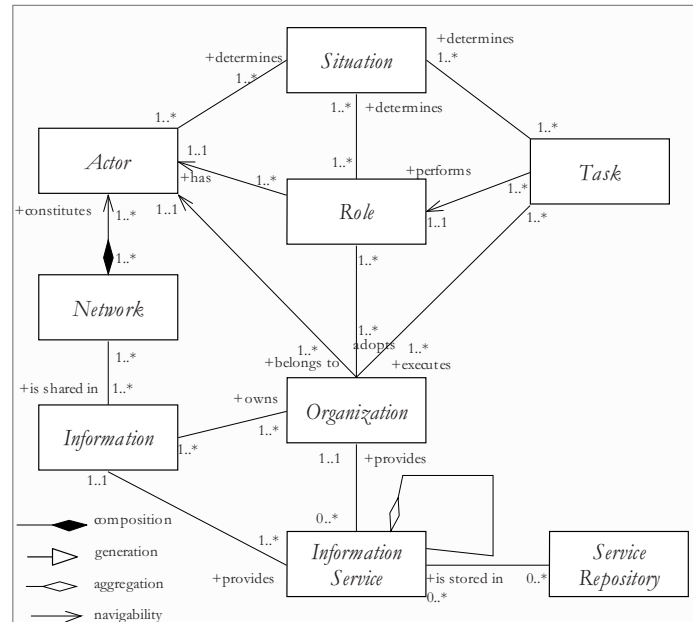 +determines
Situation
+determines
1..*
1..*
1..*
+determines
1..*
1..*
Actor
1..1
+has
1..*
1..*
Role
+performs
1..*
1..1
Task
+constitutes
1..*
1..1
1..*
1..*
1..*
Network
1..*
+is shared in
1..*
1..*
+belongs to
1..*
adopts
1..*
+executes
+owns
Information
1..*
1..*
Organization
1..1
1..1
+provides
composition
generation
aggregation
navigability
0..*
1..*
+provides
Information
Service
+is stored in
0..*
0..*
Service
Repository